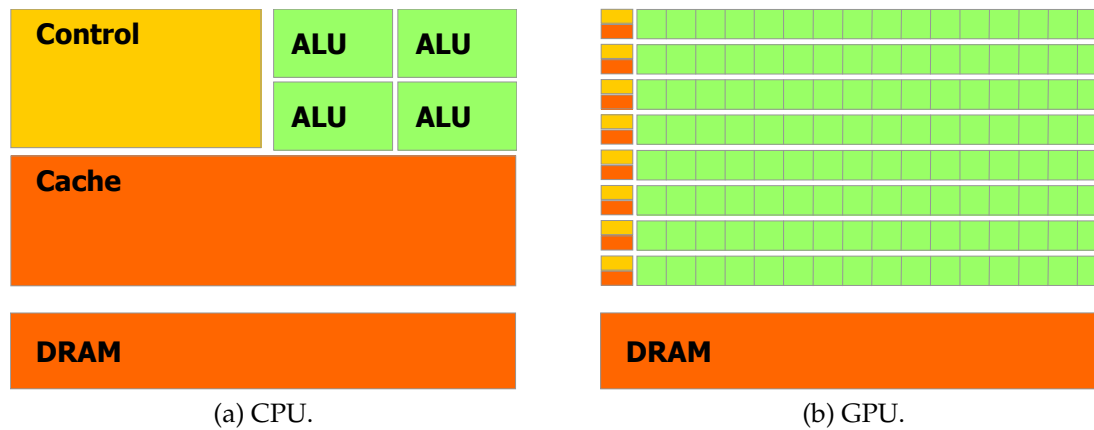 Control
ALU
ALU
ALU
ALU
Cache
DRAM
DRAM
(a) CPU.
(b) GPU.